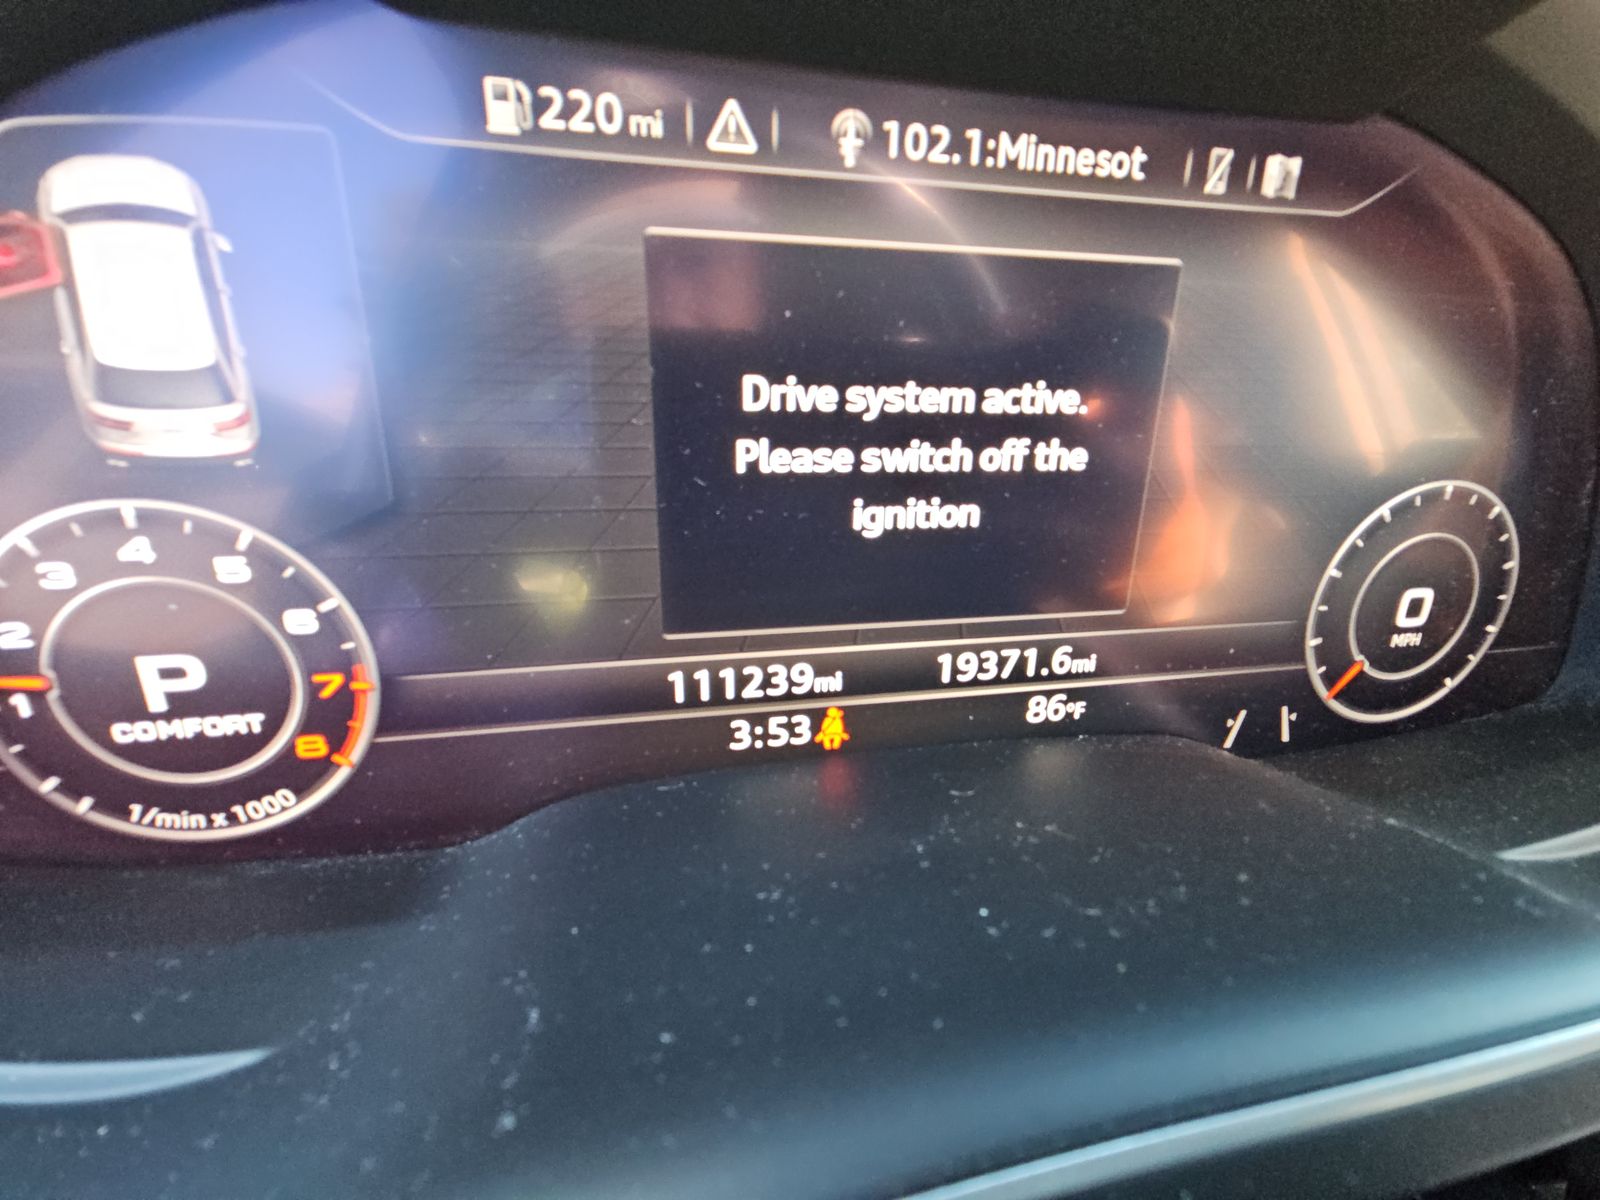 220 mi
102.1:Minnesot
Drive system active.
Please switch off the
ignition
1
2
3
4
5
6
7
8
P
COMFORT
1/min x 1000
0
MPH
111239mi
19371.6mi
3:53
86°F